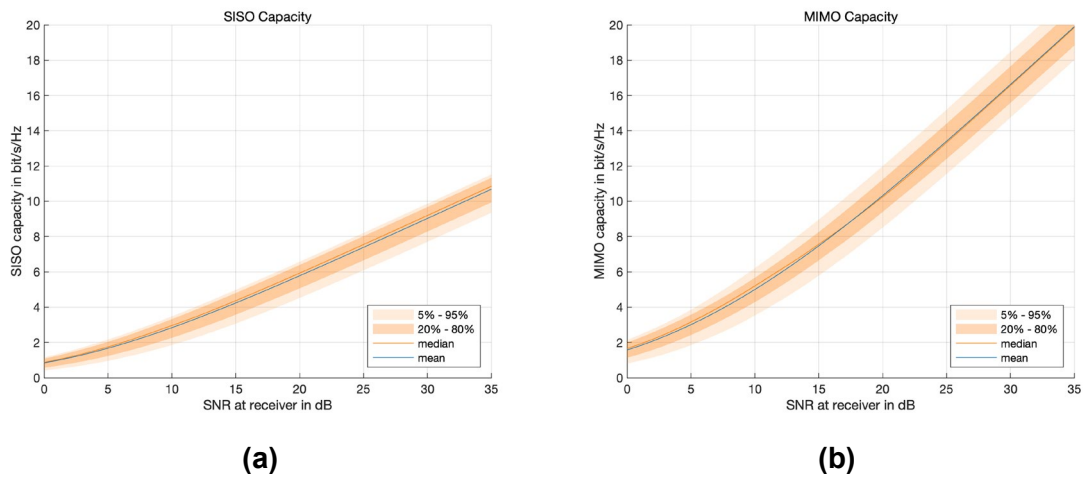 SISO Capacity
20
18
16
14
12
10
8
6
4
2
0
SISO capacity in bit/s/Hz
5% - 95%
20% - 80%
median
mean
0 5 10 15 20 25 30 35
SNR at receiver in dB
(a)
MIMO Capacity
20
18
16
14
12
10
8
6
4
2
0
MIMO capacity in bit/s/Hz
5% - 95%
20% - 80%
median
mean
0 5 10 15 20 25 30 35
SNR at receiver in dB
(b)